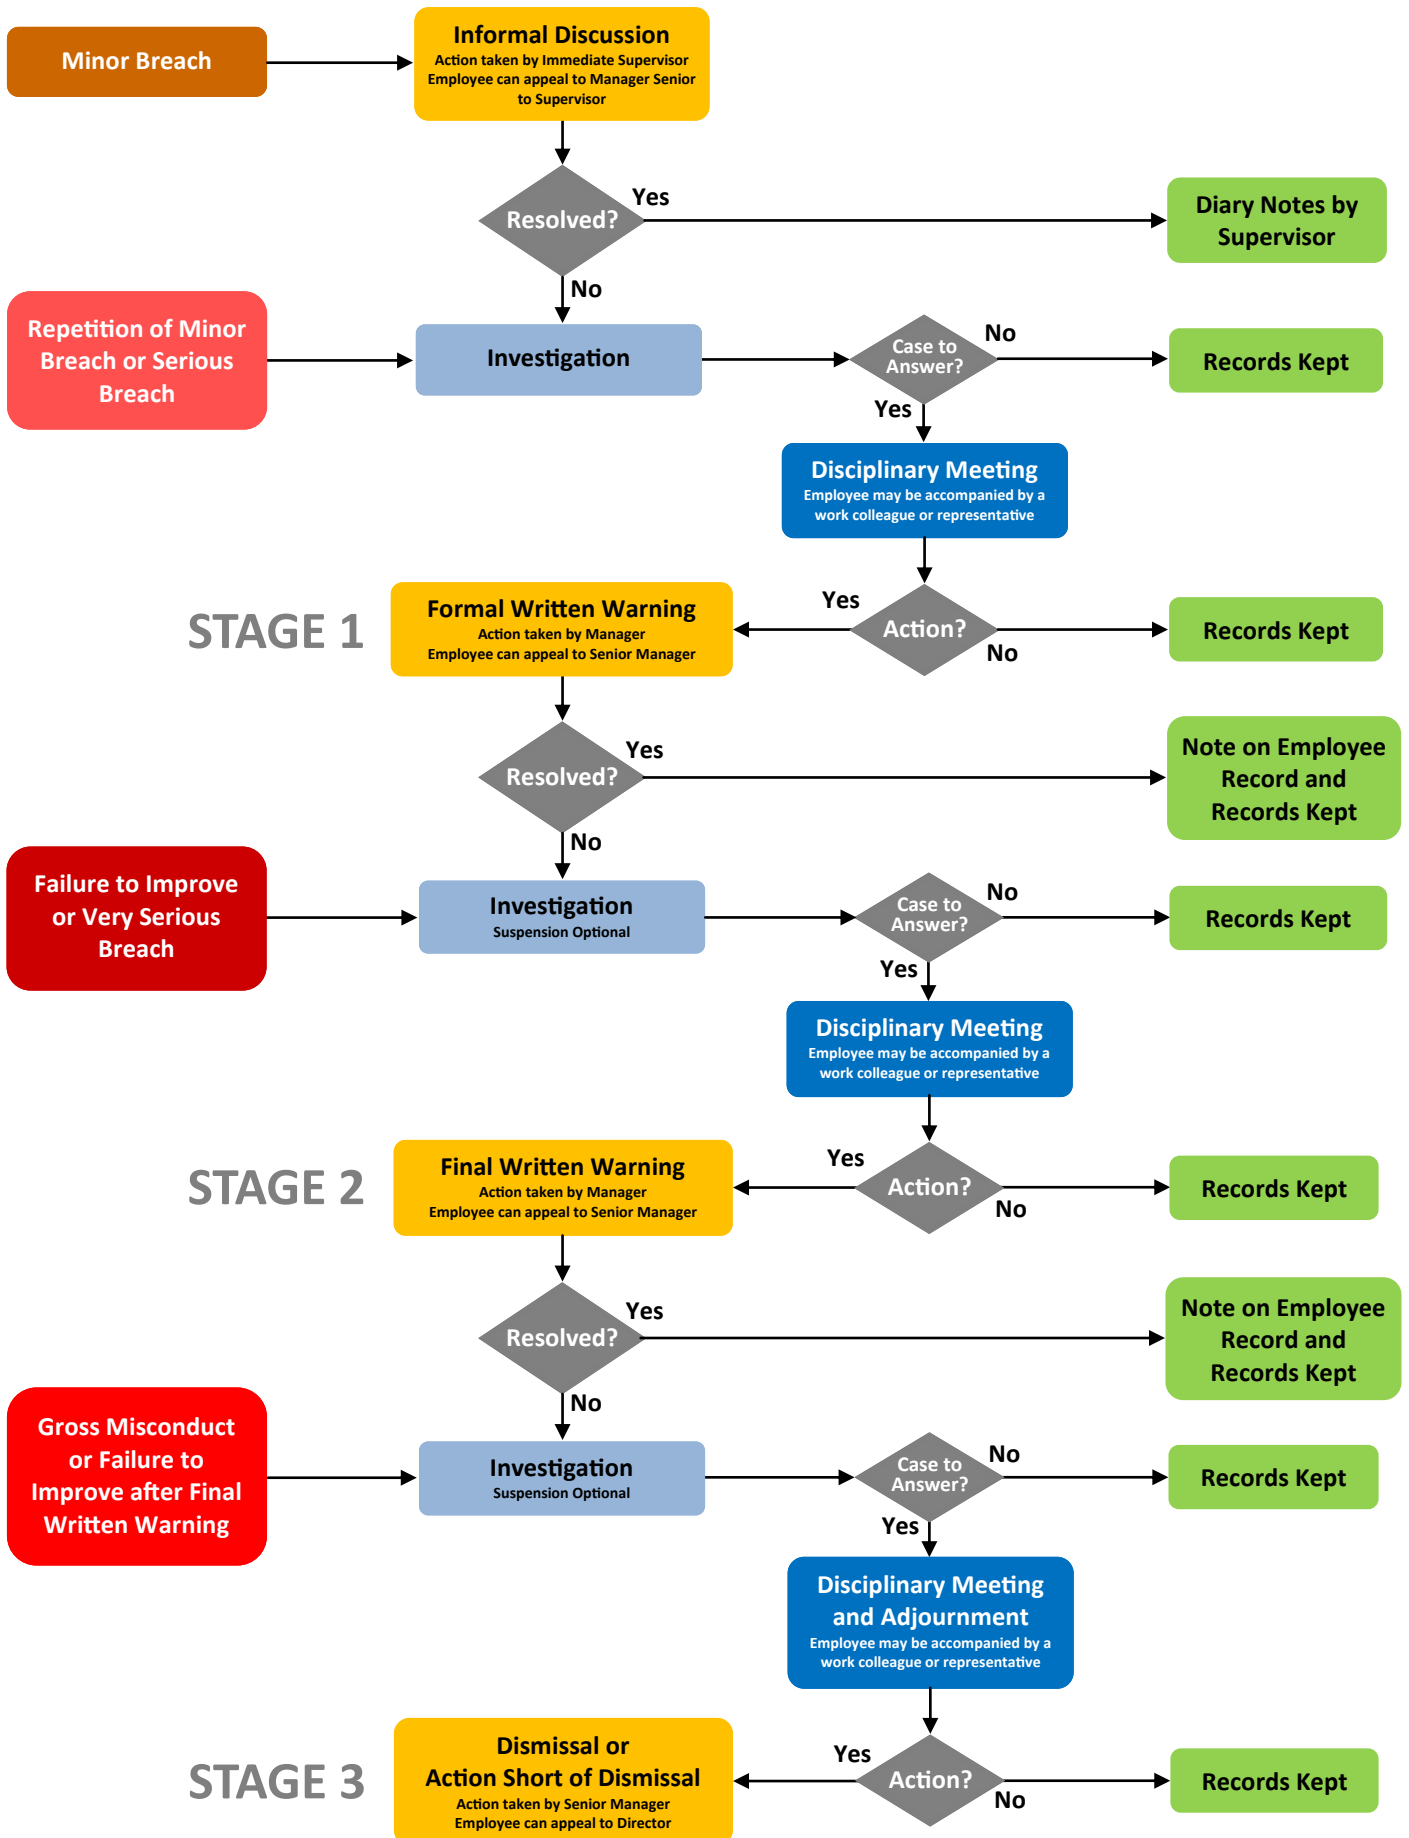 Minor Breach
Informal Discussion
Action taken by Immediate Supervisor
Employee can appeal to Manager Senior
to Supervisor
Resolved?
Yes
No
Diary Notes by
Supervisor
Repetition of Minor
Breach or Serious
Breach
Investigation
Case to
Answer?
No
Yes
Records Kept
Disciplinary Meeting
Employee may be accompanied by a
work colleague or representative
STAGE 1
Formal Written Warning
Action taken by Manager
Employee can appeal to Senior Manager
Yes
Action?
No
Records Kept
Resolved?
Yes
No
Note on Employee
Record and
Records Kept
Failure to Improve
or Very Serious
Breach
Investigation
Suspension Optional
Case to
Answer?
No
Yes
Records Kept
Disciplinary Meeting
Employee may be accompanied by a
work colleague or representative
STAGE 2
Final Written Warning
Action taken by Manager
Employee can appeal to Senior Manager
Yes
Action?
No
Records Kept
Resolved?
Yes
No
Note on Employee
Record and
Records Kept
Gross Misconduct
or Failure to
Improve after Final
Written Warning
Investigation
Suspension Optional
Case to
Answer?
No
Yes
Records Kept
Disciplinary Meeting
and Adjournment
Employee may be accompanied by a
work colleague or representative
STAGE 3
Dismissal or
Action Short of Dismissal
Action taken by Senior Manager
Employee can appeal to Director
Yes
Action?
No
Records Kept